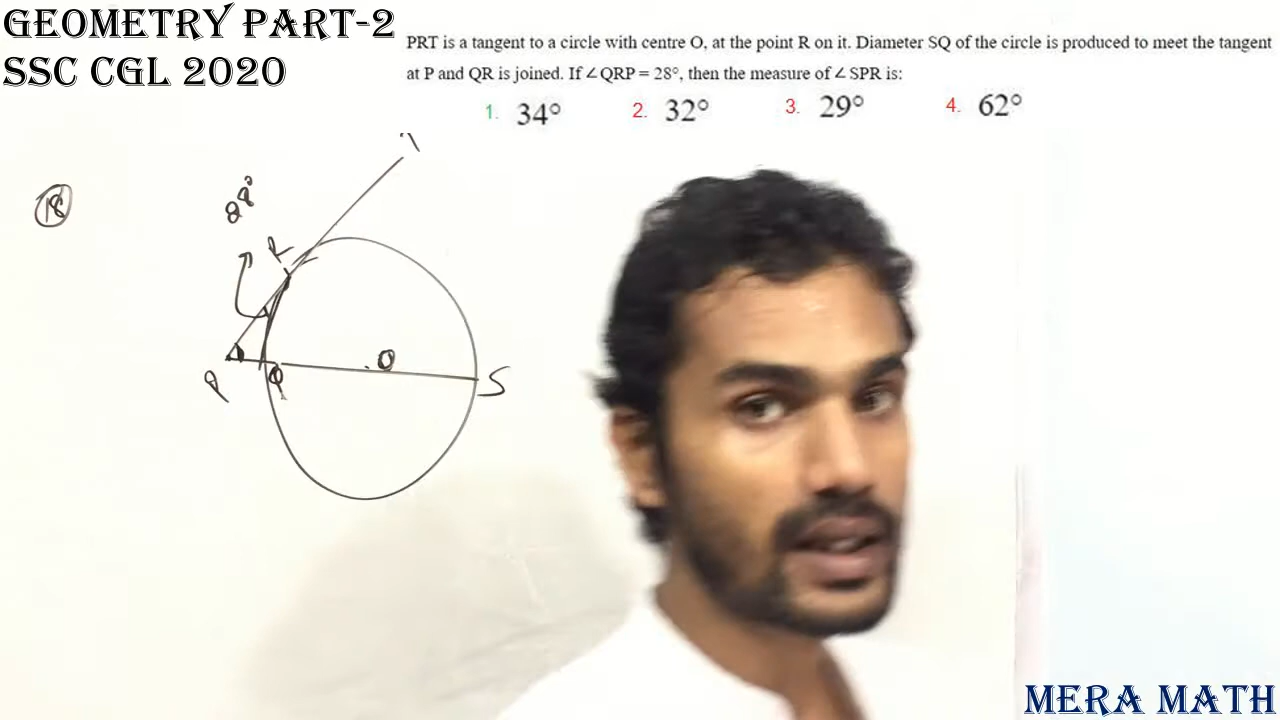 GEOMETRY PART-2
SSC CGL 2020
PRT is a tangent to a circle with centre O, at the point R on it. Diameter SQ of the circle is produced to meet the tangent
at P and QR is joined. If ∠QRP = 28°, then the measure of ∠ SPR is:
1. 34° 2. 32° 3. 29° 4. 62°
18
28°
R
O
P
Q
S
MERA MATH